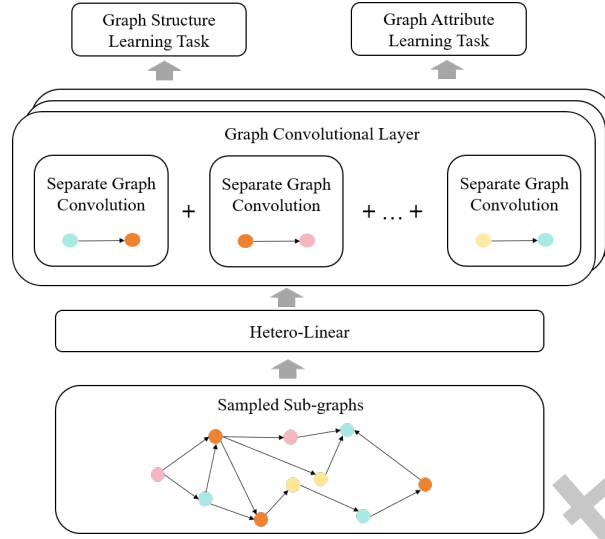 Graph Structure
Learning Task
Graph Attribute
Learning Task
Graph Convolutional Layer
Separate Graph
Convolution
+
Separate Graph
Convolution
+ ... +
Separate Graph
Convolution
Hetero-Linear
Sampled Sub-graphs